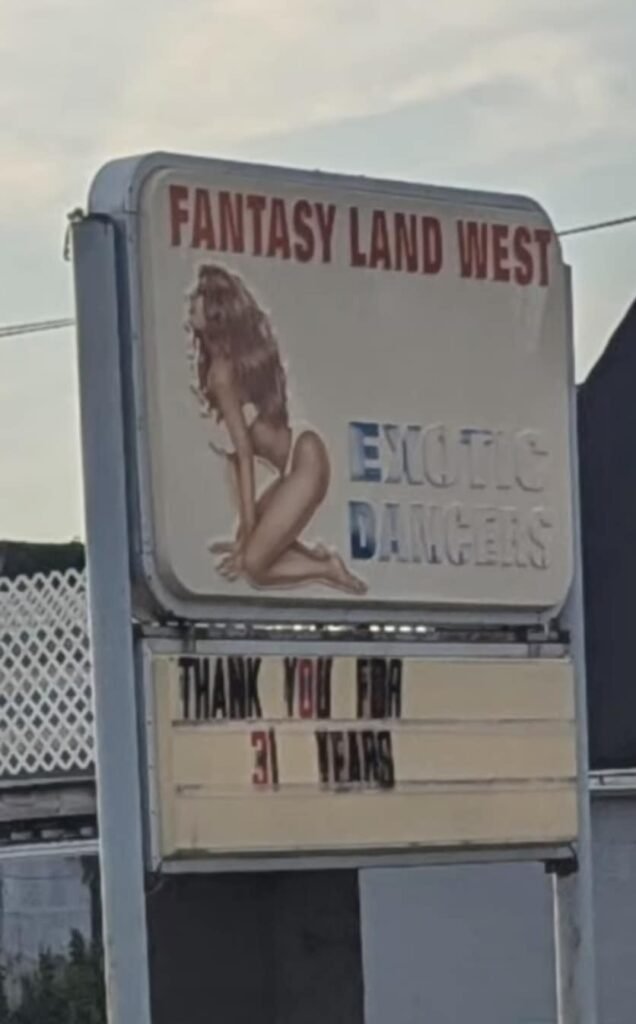 FANTASY LAND WEST
EXOTIC
DANCERS
THANK YOU FOR
31 YEARS